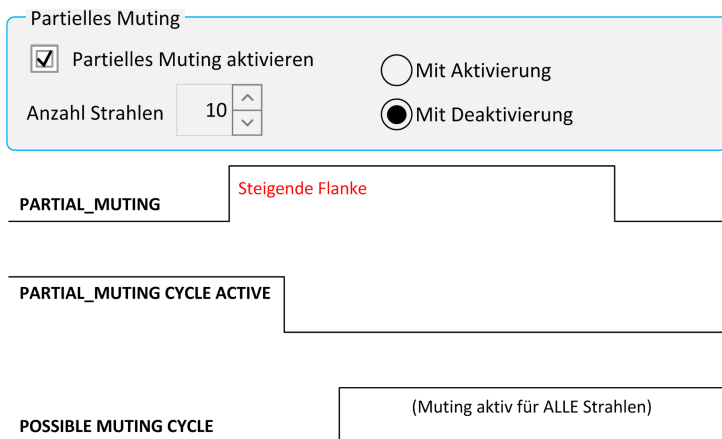 Partielles Muting
Partielles Muting aktivieren
Mit Aktivierung
Anzahl Strahlen 10
Mit Deaktivierung
Steigende Flanke
PARTIAL_MUTING
PARTIAL_MUTING CYCLE ACTIVE
(Muting aktiv für ALLE Strahlen)
POSSIBLE MUTING CYCLE